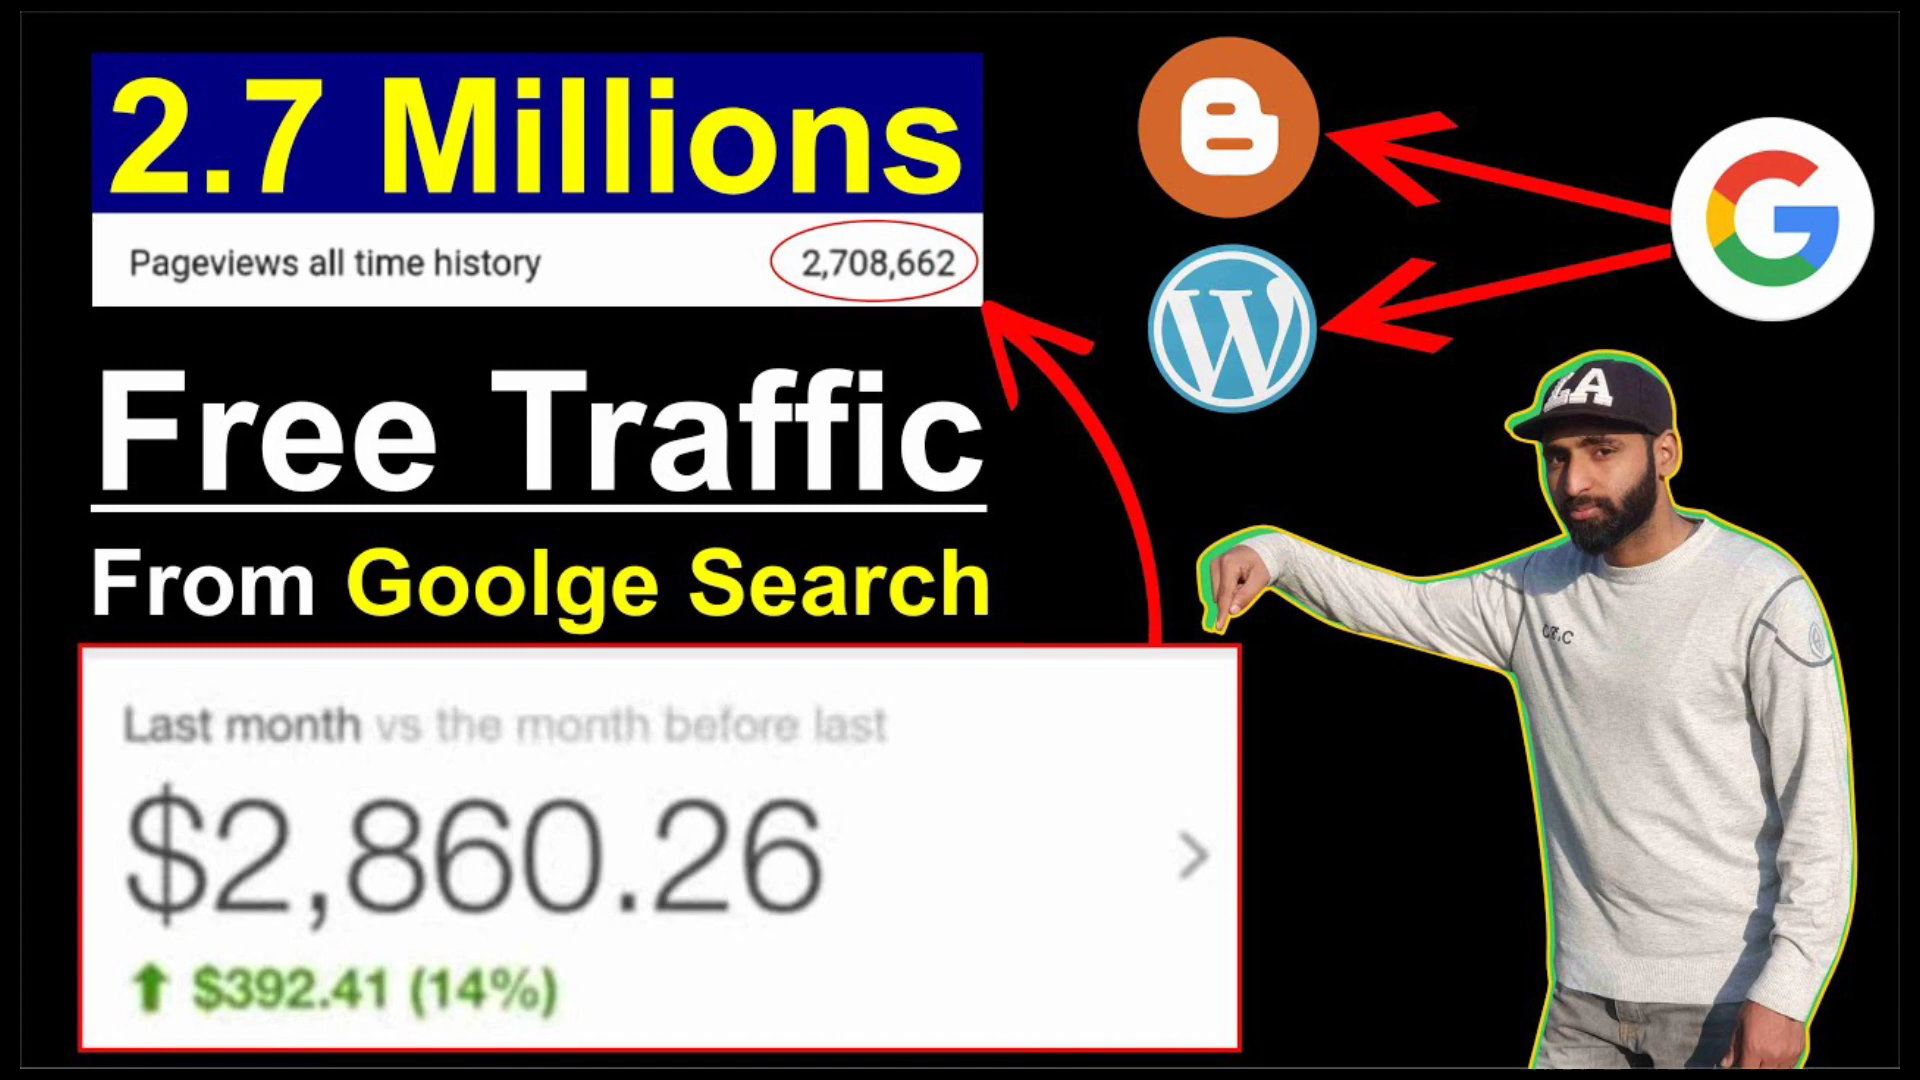 2.7 Millions
Pageviews all time history 2,708,662
Free Traffic
From Goolge Search
Last month vs the month before last
$2,860.26
$392.41 (14%)
LA